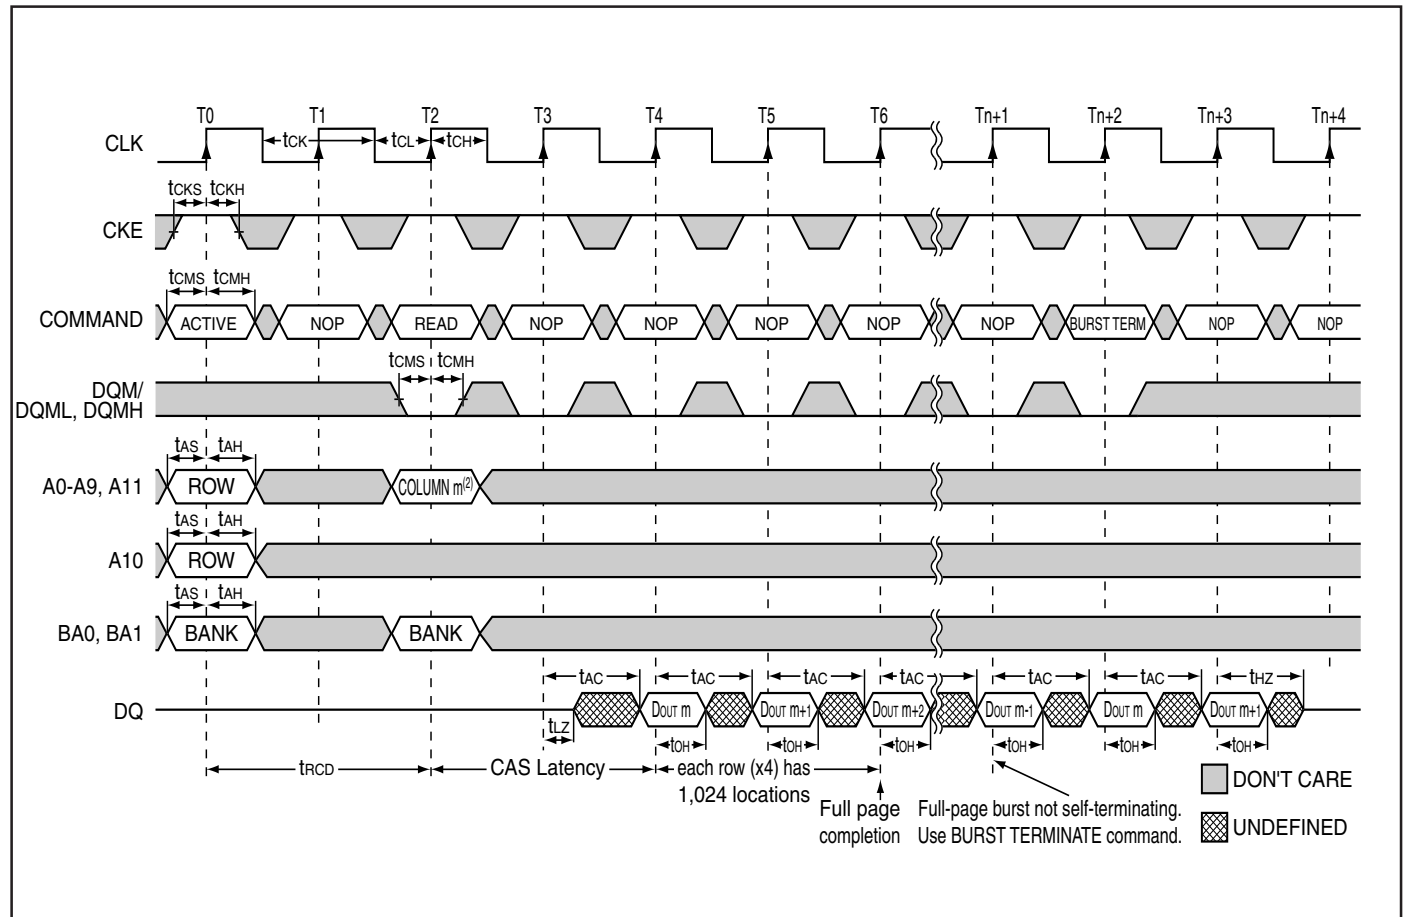 T0 T1 T2 T3 T4 T5 T6 Tn+1 Tn+2 Tn+3 Tn+4
CLK tCK tCL tCH
tCKS tCKH
CKE
tCMS tCMH
COMMAND ACTIVE NOP READ NOP NOP NOP NOP NOP BURST TERM NOP NOP
tCMS tCMH
DQM/
DQML, DQMH
tAS tAH
A0-A9, A11 ROW COLUMN m(2)
tAS tAH
A10 ROW
tAS tAH
BA0, BA1 BANK BANK
tAC tAC tAC tAC tAC tAC tHZ
DQ DOUT m DOUT m+1 DOUT m+2 DOUT m-1 DOUT m DOUT m+1
tLZ tOH tOH tOH tOH tOH tOH
tRCD CAS Latency each row (x4) has
1,024 locations
DON'T CARE
Full page
completion
Full-page burst not self-terminating.
Use BURST TERMINATE command.
UNDEFINED